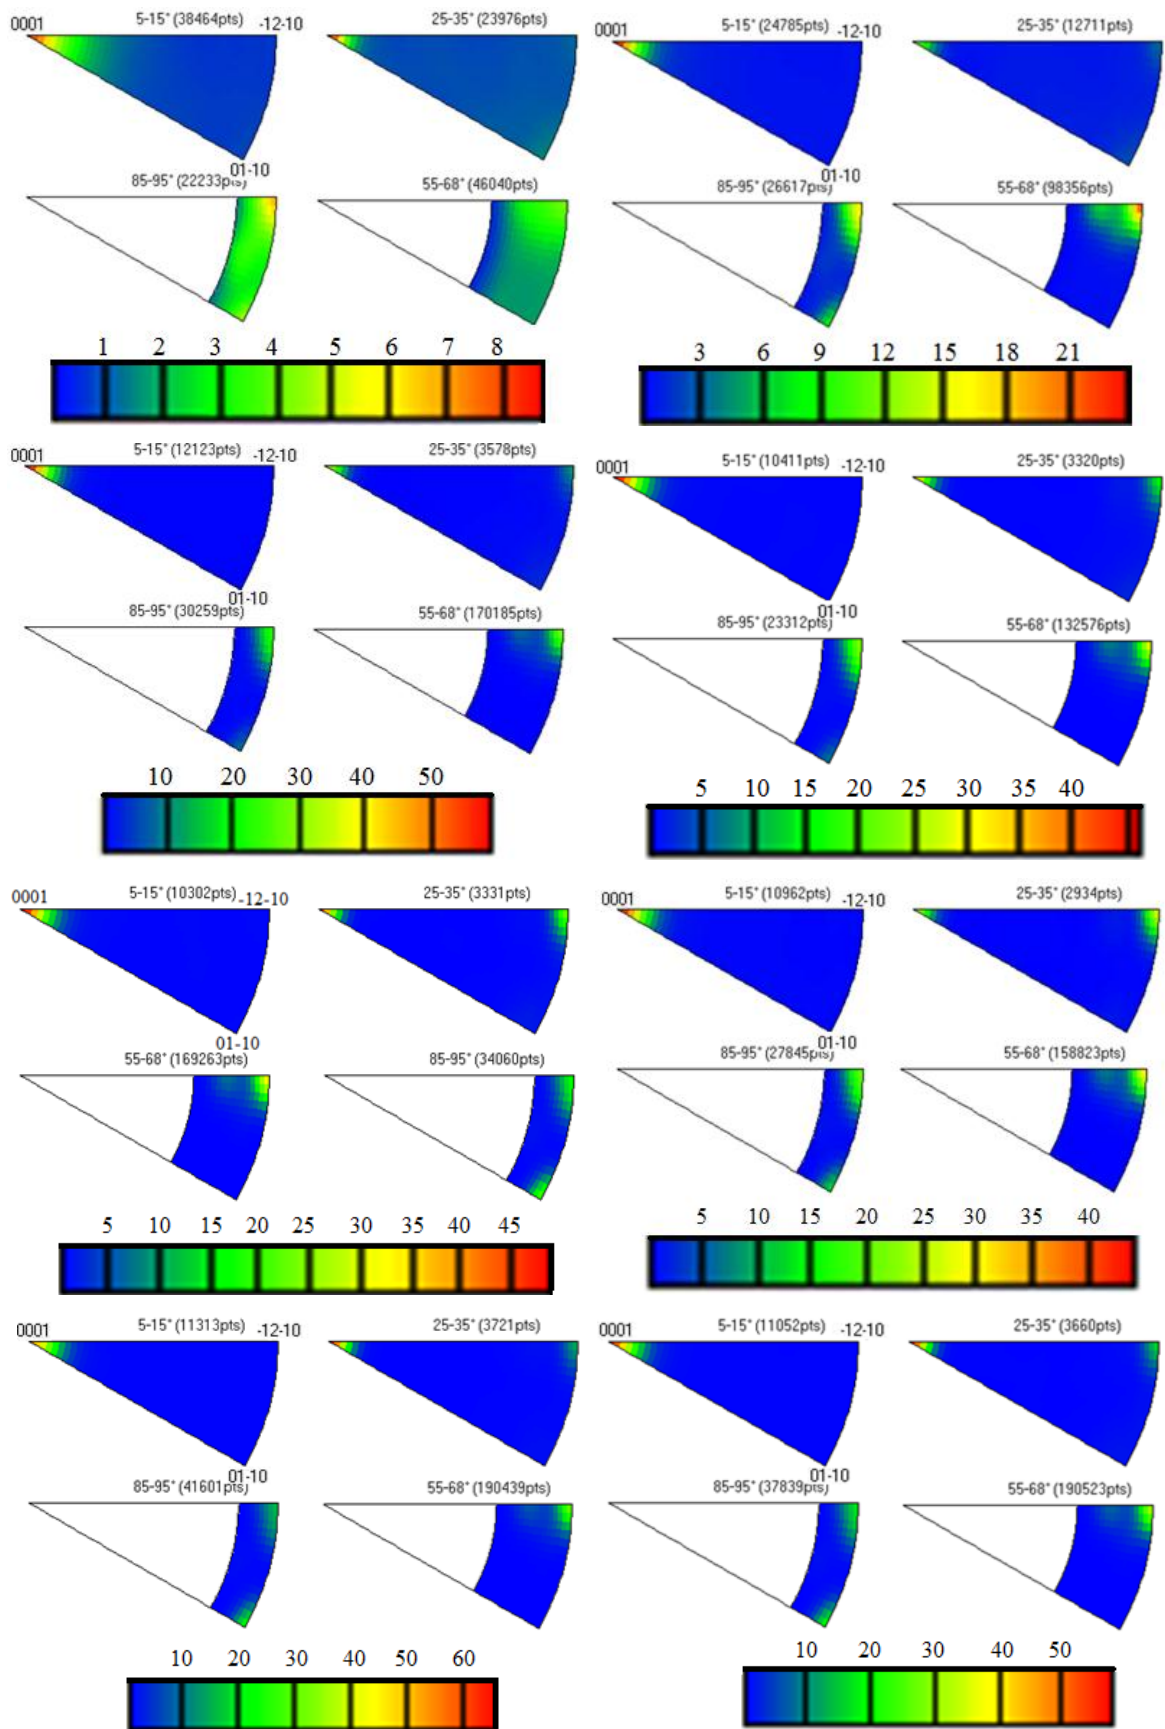 0001 5-15° (38464pts) -12-10 25-35° (23976pts)
01-10
85-95° (22233pts) 55-68° (46040pts)
1 2 3 4 5 6 7 8
0001 5-15° (24785pts) -12-10 25-35° (12711pts)
01-10
85-95° (26617pts) 55-68° (98356pts)
3 6 9 12 15 18 21
0001 5-15° (12123pts) -12-10 25-35° (3578pts)
01-10
85-95° (30259pts) 55-68° (170185pts)
10 20 30 40 50
0001 5-15° (10411pts) -12-10 25-35° (3320pts)
01-10
85-95° (23312pts) 55-68° (132576pts)
5 10 15 20 25 30 35 40
0001 5-15° (10302pts) -12-10 25-35° (3331pts)
01-10
55-68° (169263pts) 85-95° (34060pts)
5 10 15 20 25 30 35 40 45
0001 5-15° (10962pts) -12-10 25-35° (2934pts)
01-10
85-95° (27845pts) 55-68° (158823pts)
5 10 15 20 25 30 35 40
0001 5-15° (11313pts) -12-10 25-35° (3721pts)
01-10
85-95° (41601pts) 55-68° (190439pts)
10 20 30 40 50 60
0001 5-15° (11052pts) -12-10 25-35° (3660pts)
01-10
85-95° (37839pts) 55-68° (190523pts)
10 20 30 40 50